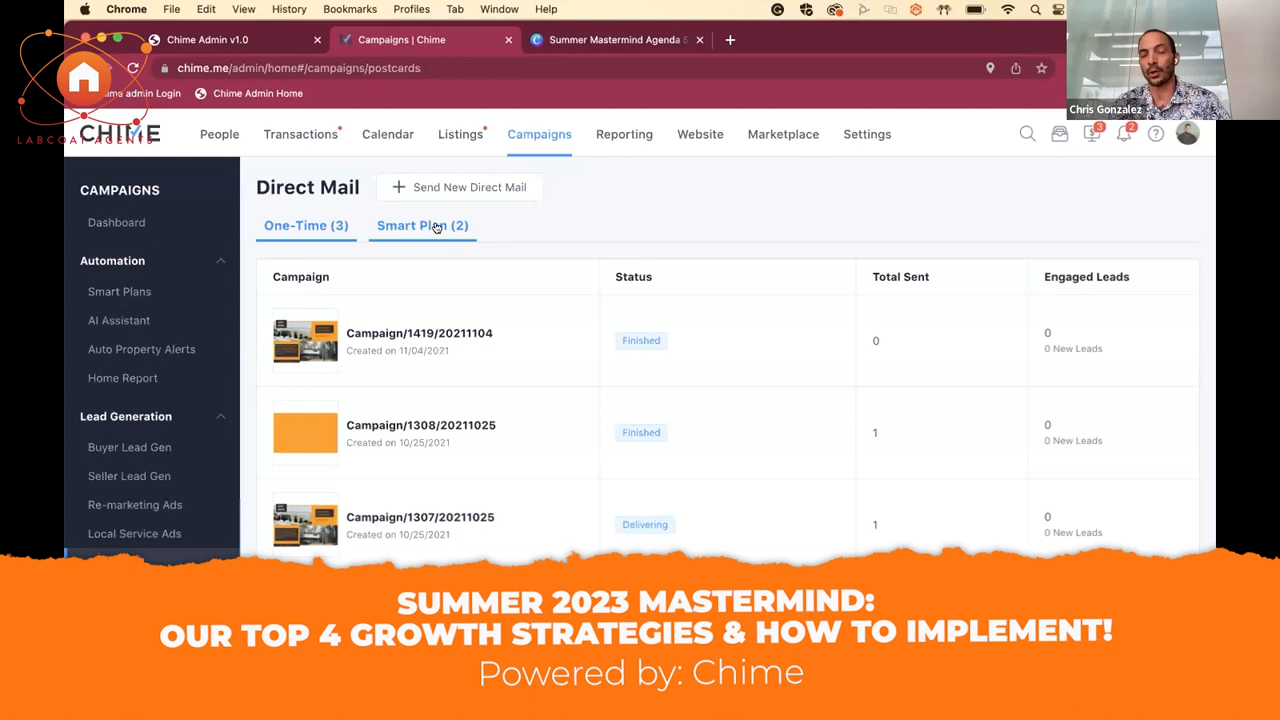 Chrome File Edit View History Bookmarks Profiles Tab Window Help
Chime Admin v1.0
Campaigns | Chime
Summer Mastermind Agenda S
chime.me/admin/home#/campaigns/postcards
me admin Login
Chime Admin Home
Chris Gonzalez
LABCOAT AGENTS
CHIME
People Transactions Calendar Listings Campaigns Reporting Website Marketplace Settings
3
2
CAMPAIGNS
Dashboard
Automation
Smart Plans
AI Assistant
Auto Property Alerts
Home Report
Lead Generation
Buyer Lead Gen
Seller Lead Gen
Re-marketing Ads
Local Service Ads
Direct Mail
+ Send New Direct Mail
One-Time (3)
Smart Plan (2)
Campaign Status Total Sent Engaged Leads
Campaign/1419/20211104
Created on 11/04/2021
Finished
0
0
0 New Leads
Campaign/1308/20211025
Created on 10/25/2021
Finished
1
0
0 New Leads
Campaign/1307/20211025
Created on 10/25/2021
Delivering
1
0
0 New Leads
SUMMER 2023 MASTERMIND:
OUR TOP 4 GROWTH STRATEGIES & HOW TO IMPLEMENT!
Powered by: Chime